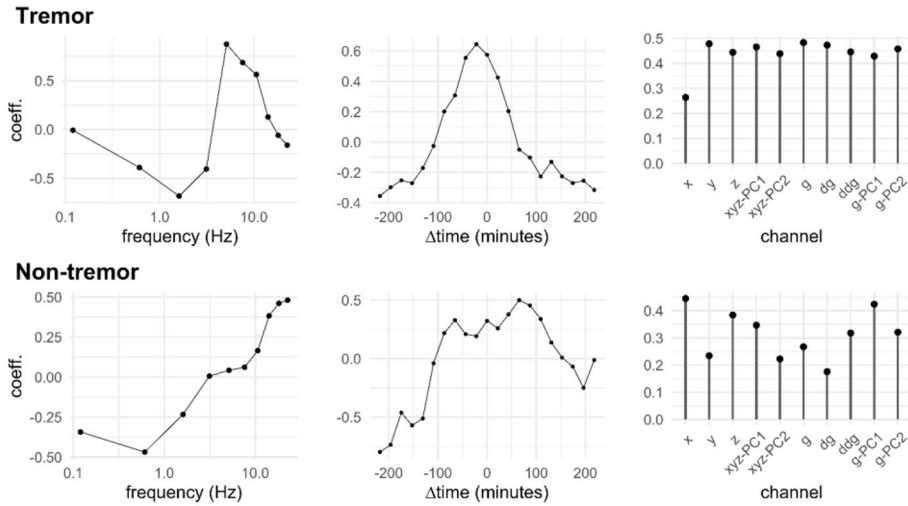 Tremor
coeff.
0.5
0.0
-0.5
0.1 1.0 10.0
frequency (Hz)
0.6
0.4
0.2
0.0
-0.2
-0.4
-200 -100 0 100 200
Δtime (minutes)
0.5
0.4
0.3
0.2
0.1
0.0
x y z xyz-PC1 xyz-PC2 g dg ddg g-PC1 g-PC2
channel
Non-tremor
coeff.
0.50
0.25
0.00
-0.25
-0.50
0.1 1.0 10.0
frequency (Hz)
0.5
0.0
-0.5
-200 -100 0 100 200
Δtime (minutes)
0.4
0.3
0.2
0.1
0.0
x y z xyz-PC1 xyz-PC2 g dg ddg g-PC1 g-PC2
channel